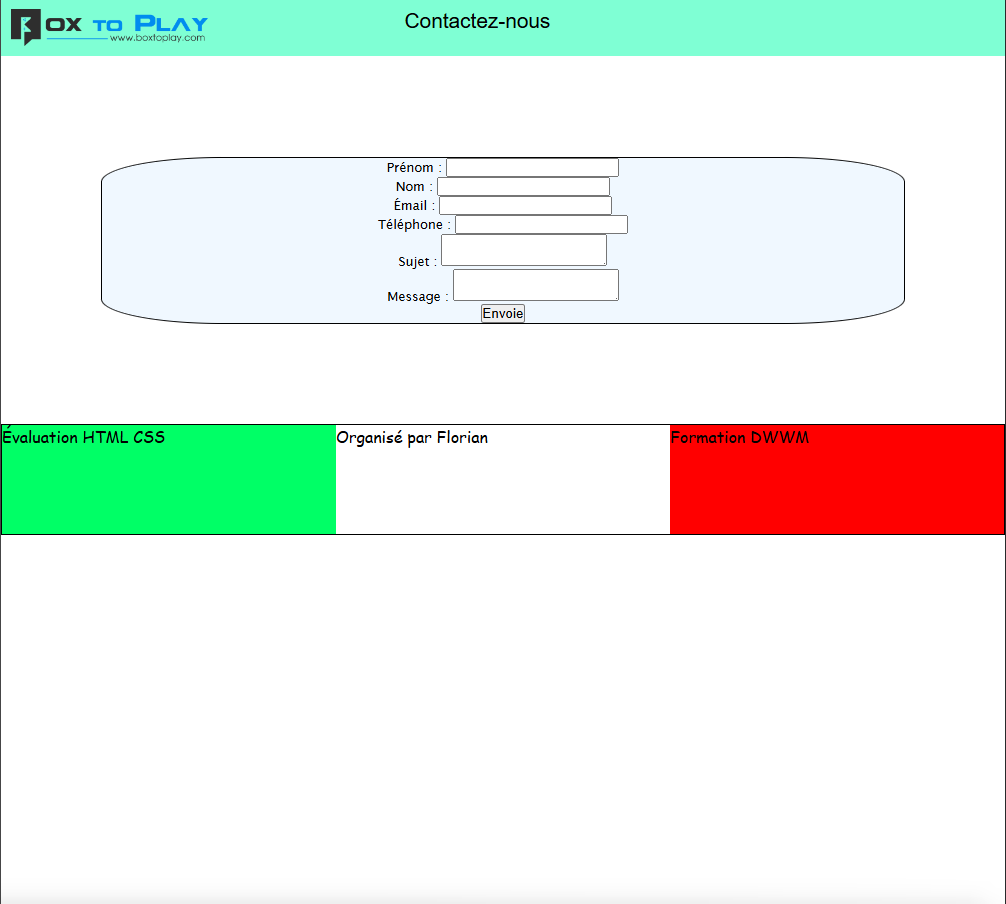 BOX TO PLAY
www.boxtoplay.com
Contactez-nous
Prénom :
Nom :
Émail :
Téléphone :
Sujet :
Message :
Envoie
Évaluation HTML CSS
Organisé par Florian
Formation DWWM